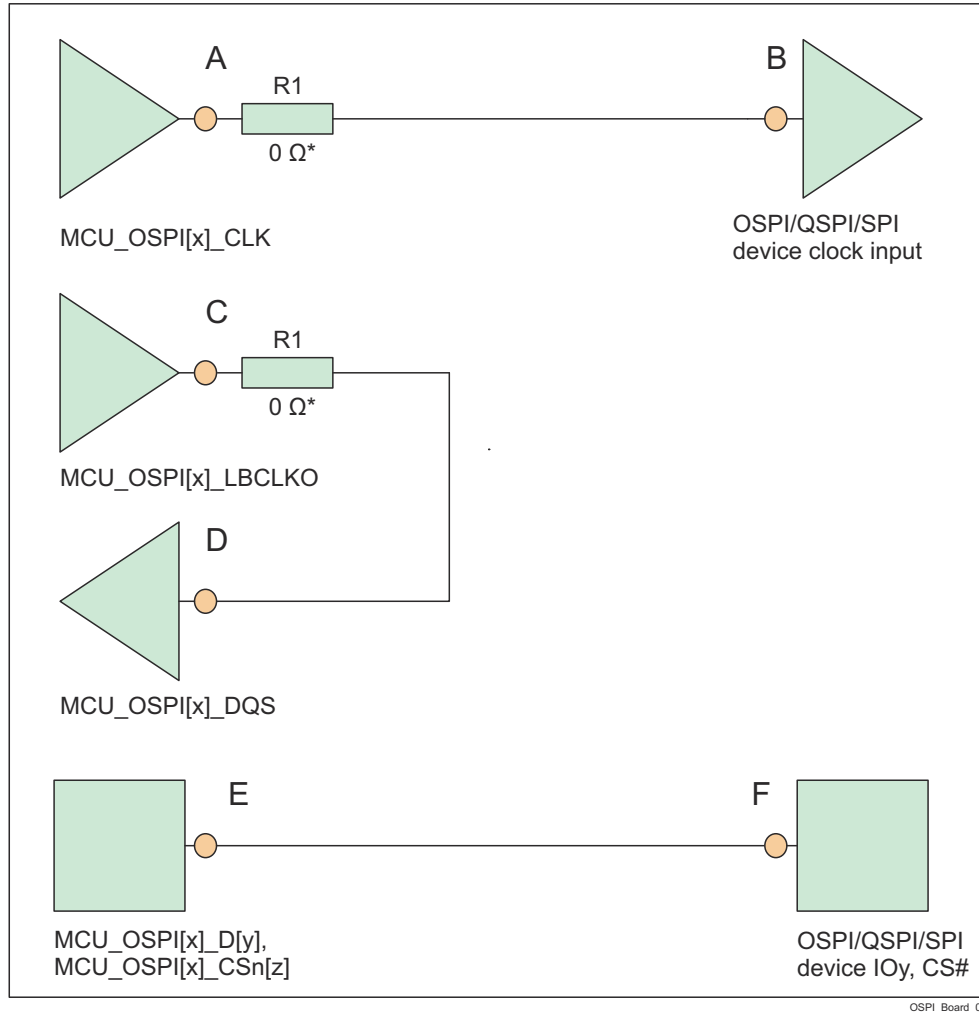 A
B
R1
0 Ω*
MCU_OSPI[x]_CLK
OSPI/QSPI/SPI
device clock input
C
R1
0 Ω*
MCU_OSPI[x]_LBCLKO
D
MCU_OSPI[x]_DQS
E
F
MCU_OSPI[x]_D[y],
MCU_OSPI[x]_CSn[z]
OSPI/QSPI/SPI
device IOy, CS#
OSPI_Board_0